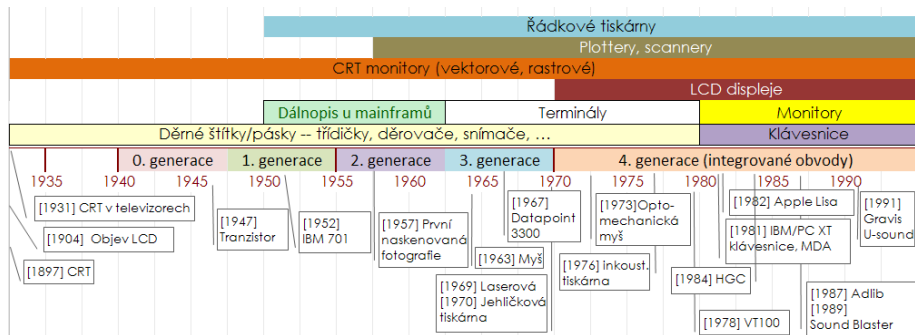 Řádkové tiskárny
Plottery, scannery
CRT monitory (vektorové, rastrové)
LCD displeje
Dálnopis u mainframů
Terminály
Monitory
Děrné štítky/pásky -- třídičky, děrovače, snímače, ...
Klávesnice
0. generace
1. generace
2. generace
3. generace
4. generace (integrované obvody)
1935
1940
1945
1950
1955
1960
1965
1970
1975
1980
1985
1990
[1931] CRT v televizorech
[1904] Objev LCD
[1897] CRT
[1947]
Tranzistor
[1952]
IBM 701
[1957] První
naskenovaná
fotografie
[1963] Myš
[1967]
Datapoint
3300
[1969] Laserová
[1970] Jehličková
tiskárna
[1973]Opto-
mechanická
myš
[1976] inkoust.
tiskárna
[1982] Apple Lisa
[1981] IBM/PC XT
klávesnice, MDA
[1984] HGC
[1978] VT100
[1991]
Gravis
U-sound
[1987] Adlib
[1989]
Sound Blaster